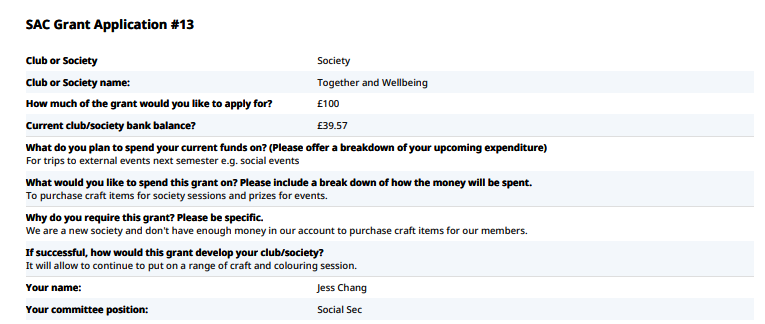 SAC Grant Application #13
Club or Society Society
Club or Society name: Together and Wellbeing
How much of the grant would you like to apply for? £100
Current club/society bank balance? £39.57
What do you plan to spend your current funds on? (Please offer a breakdown of your upcoming expenditure)
For trips to external events next semester e.g. social events
What would you like to spend this grant on? Please include a break down of how the money will be spent.
To purchase craft items for society sessions and prizes for events.
Why do you require this grant? Please be specific.
We are a new society and don't have enough money in our account to purchase craft items for our members.
If successful, how would this grant develop your club/society?
It will allow to continue to put on a range of craft and colouring session.
Your name: Jess Chang
Your committee position: Social Sec